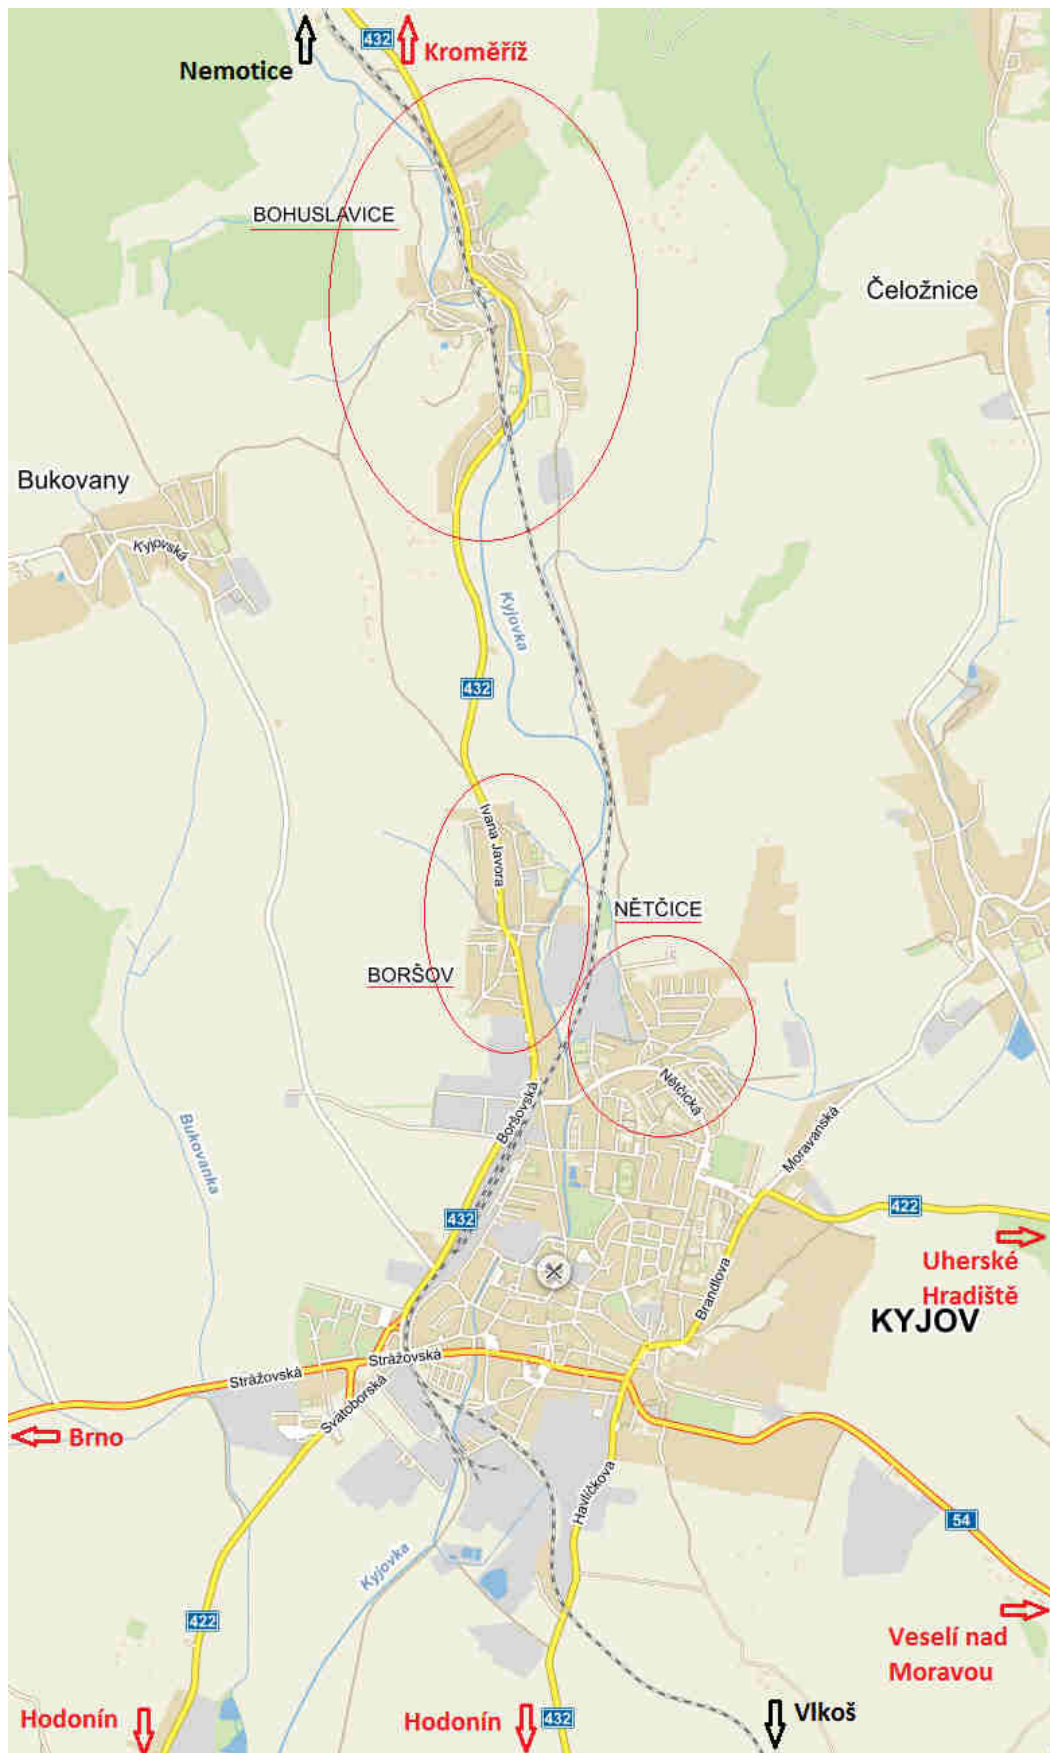 432
Kroměříž
Nemotice
BOHUSLAVICE
Čeložnice
Bukovany
Kyjovská
Kyjovka
432
Ivana Javora
NĚTČICE
BORŠOV
Nětčická
Boršovská
Moravanská
Bukovanka
422
432
Uherské
Hradiště
Brandlova
KYJOV
Strážovská
Strážovská
Svatoborská
Brno
Havlíčkova
54
Kyjovka
422
Veselí nad
Moravou
Hodonín
Hodonín
432
Vlkoš